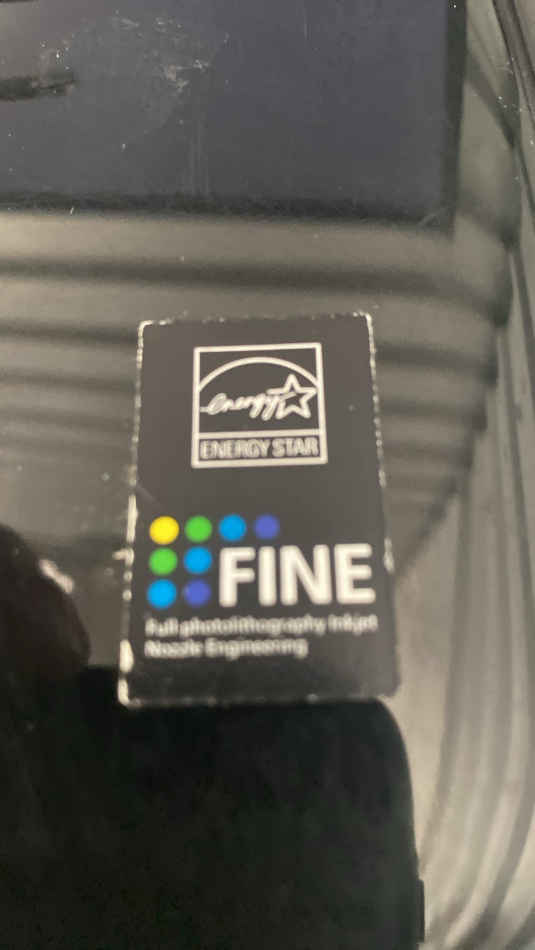 energy
ENERGY STAR
FINE
Full photolithography Inkjet
Nozzle Engineering